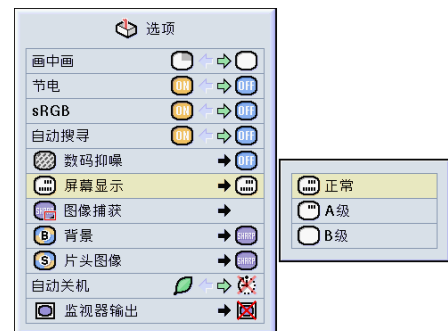 选项
画中画
节电 ON OFF
sRGB ON OFF
自动搜寻 ON OFF
数码抑噪 OFF
屏幕显示
图像捕获
B 背景 SHARP
S 片头图像 SHARP
自动关机
监视器输出
正常
A级
B级